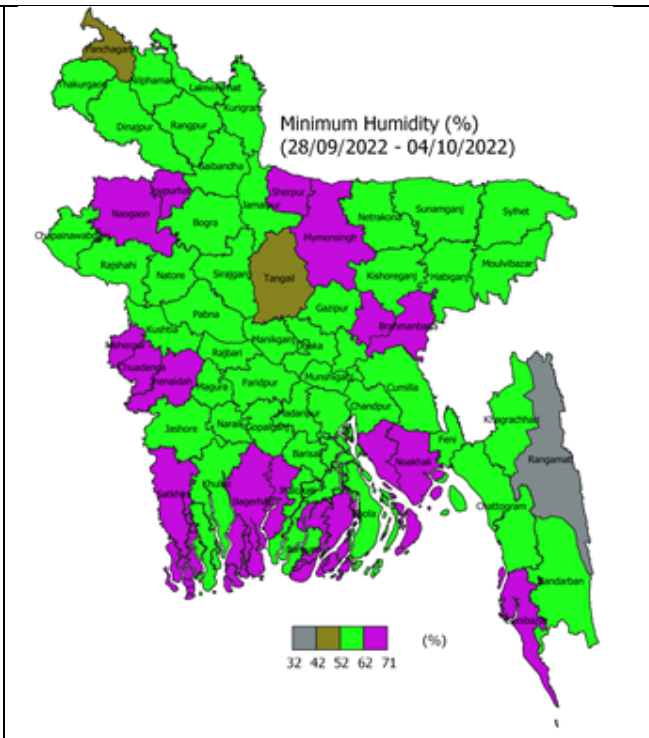 Panchagarh
Thakurgaon
Nilphamari
Lalmonirhat
Kurigram
Dinajpur
Rangpur
Minimum Humidity (%)
(28/09/2022 - 04/10/2022)
Gaibandha
Joypurhat
Sherpur
Naogaon
Jamalpur
Bogra
Netrakona
Sunamganj
Sylhet
Mymensingh
Chapainawabganj
Rajshahi
Natore
Sirajganj
Tangail
Kishoreganj
Habiganj
Moulvibazar
Pabna
Gazipur
Kushtia
Brahmanbaria
Meherpur
Manikganj
Dhaka
Rajbari
Chuadanga
Jhenaidah
Magura
Faridpur
Munshiganj
Cumilla
Chandpur
Jashore
Narail
Gopalganj
Madaripur
Khagrachhari
Feni
Barisal
Noakhali
Rangamati
Satkhira
Khulna
Bagerhat
Bhola
Chattogram
Bandarban
Coxsbazar
(%)
32 42 52 62 71